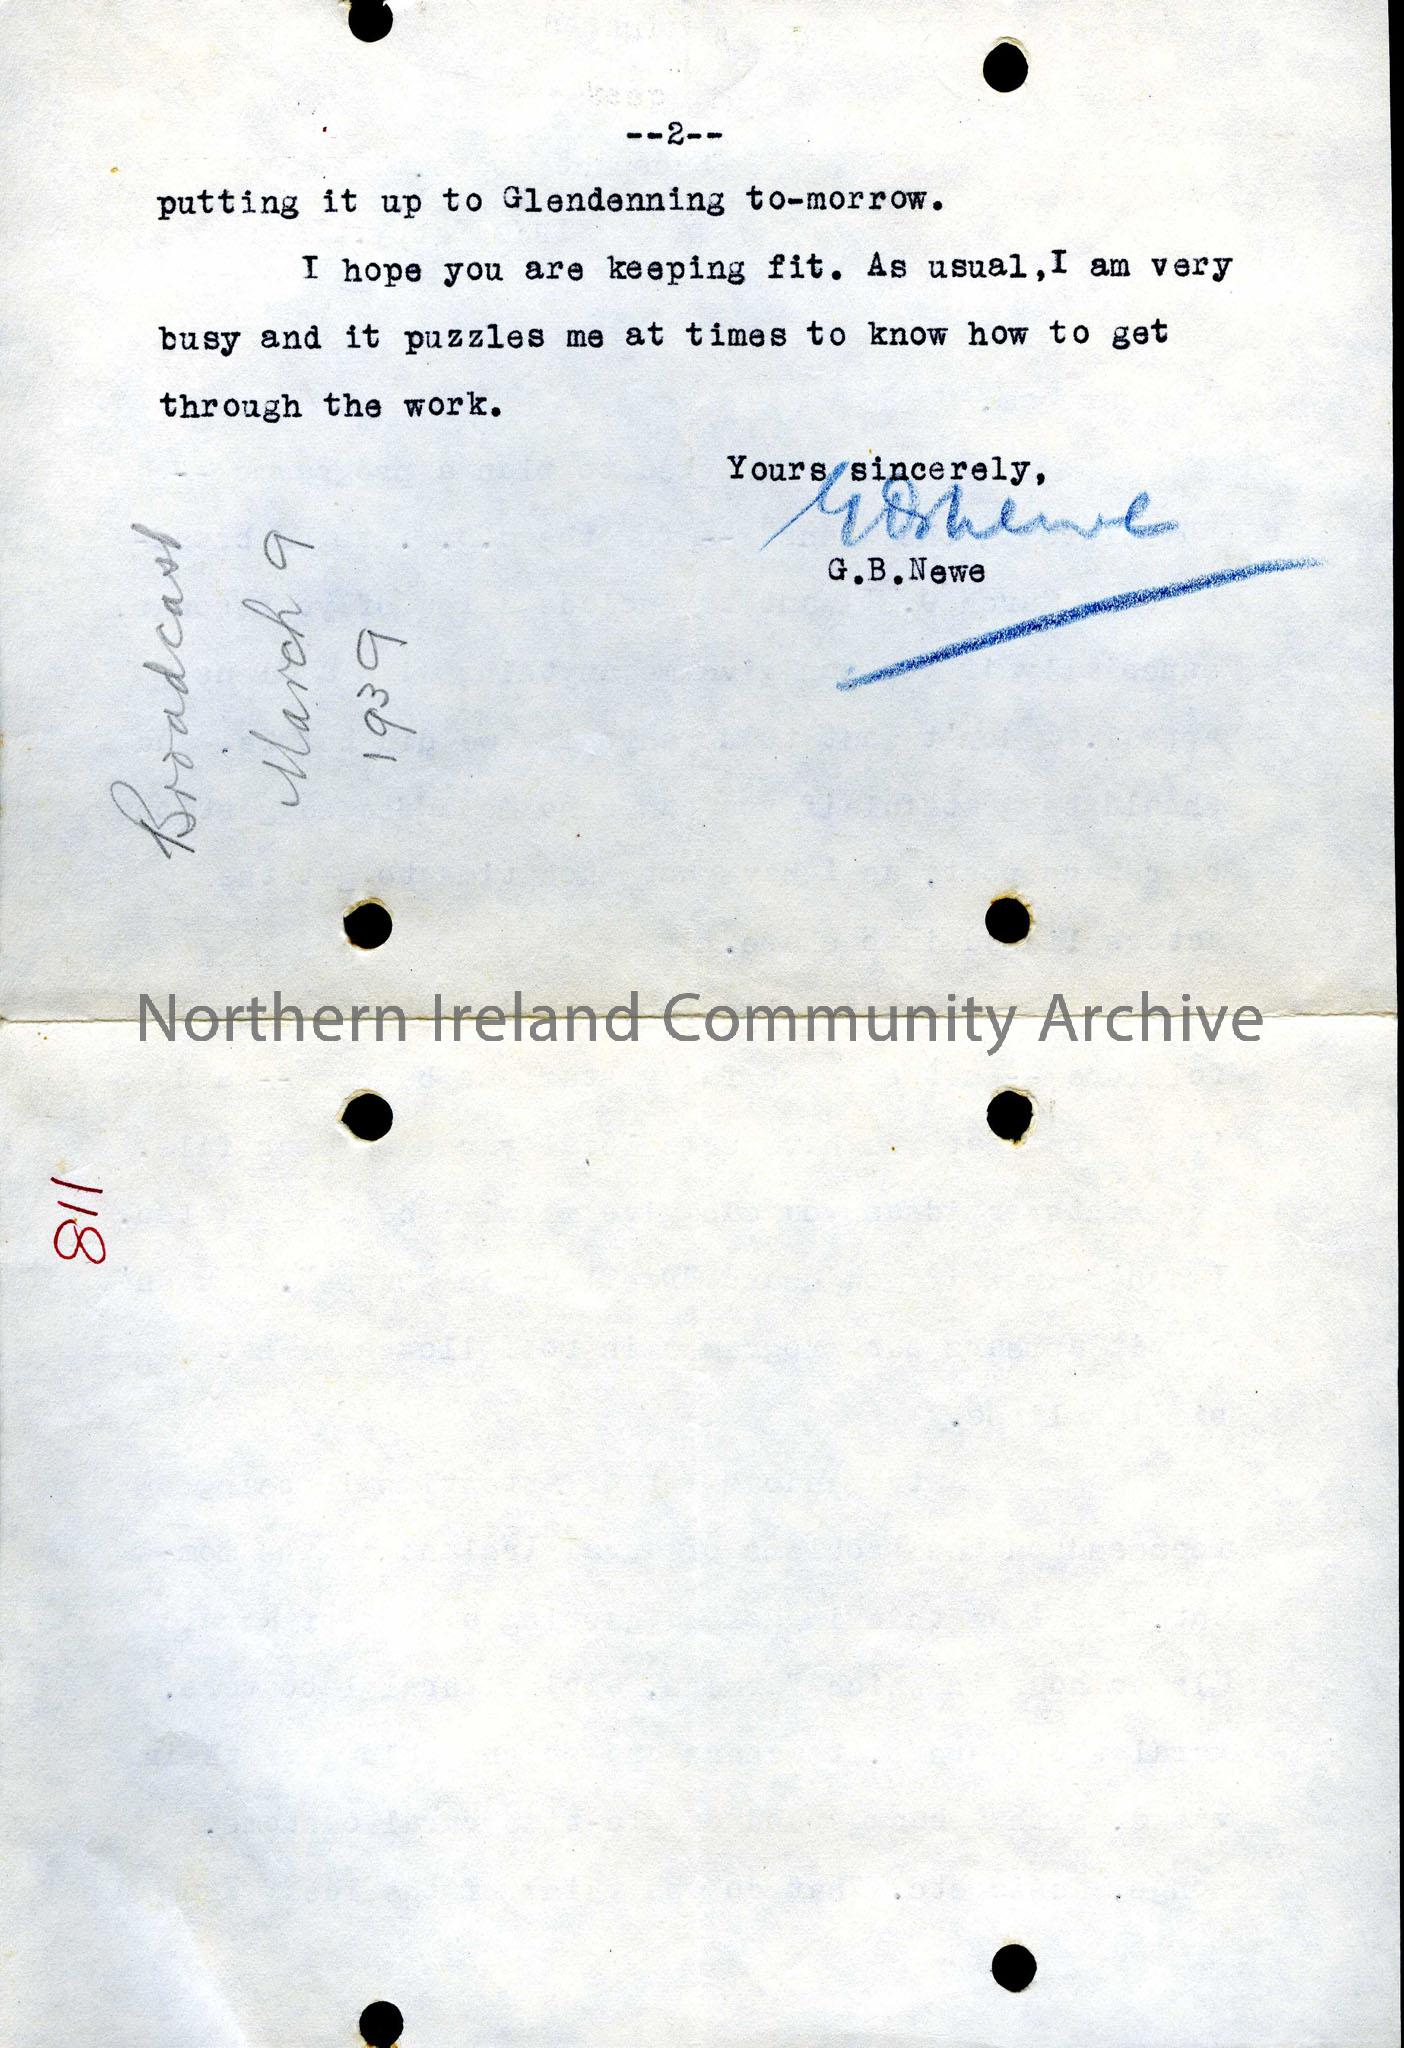 --2--
putting it up to Glendenning to-morrow.
I hope you are keeping fit. As usual,I am very
busy and it puzzles me at times to know how to get
through the work.
Yours sincerely,
G.B.Newe
Broadcast
March 9
1939
Northern Ireland Community Archive
118